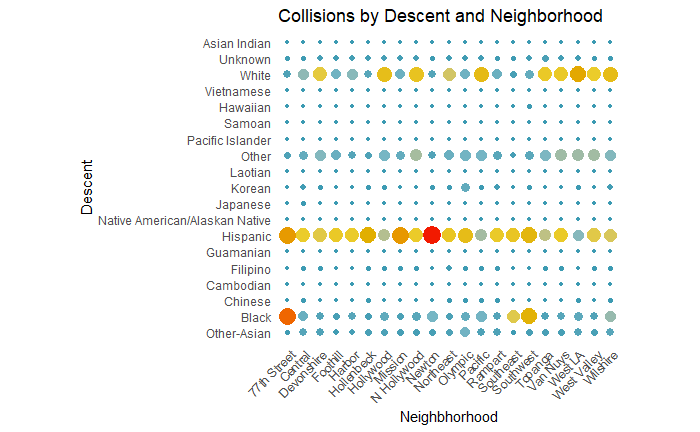 Collisions by Descent and Neighborhood
Asian Indian
Unknown
White
Vietnamese
Hawaiian
Samoan
Pacific Islander
Other
Laotian
Korean
Japanese
Native American/Alaskan Native
Hispanic
Guamanian
Filipino
Cambodian
Chinese
Black
Other-Asian
Descent
77th Street
Central
Devonshire
Foothill
Harbor
Hollenbeck
Hollywood
Mission
N Hollywood
Newton
Northeast
Olympic
Pacific
Rampart
Southeast
Southwest
Topanga
Van Nuys
West LA
West Valley
Wilshire
Neighbhorhood